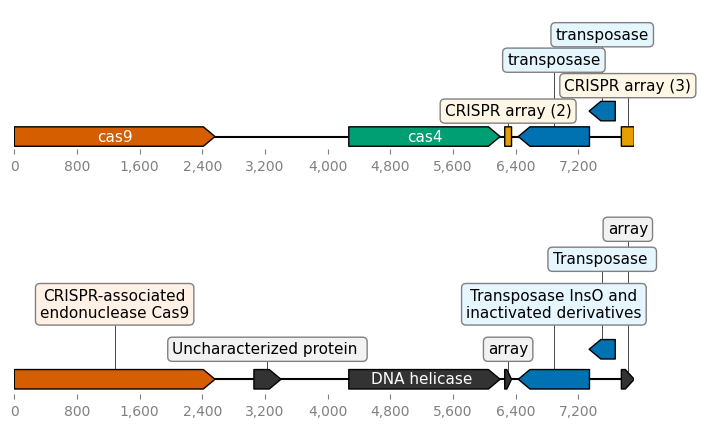 transposase
transposase
CRISPR array (3)
CRISPR array (2)
cas9
cas4
0 800 1,600 2,400 3,200 4,000 4,800 5,600 6,400 7,200
array
Transposase
CRISPR-associated
endonuclease Cas9
Transposase InsO and
inactivated derivatives
Uncharacterized protein
array
DNA helicase
0 800 1,600 2,400 3,200 4,000 4,800 5,600 6,400 7,200